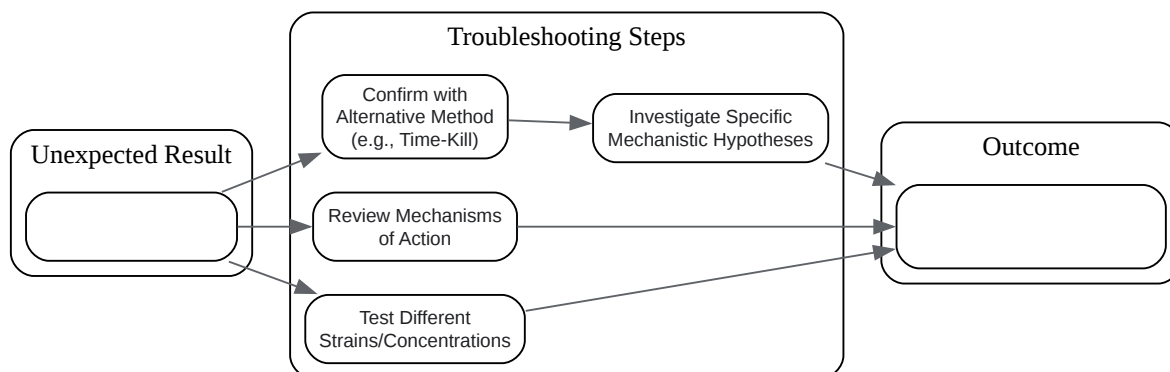 Troubleshooting Steps
Confirm with
Alternative Method
(e.g., Time-Kill)
Investigate Specific
Mechanistic Hypotheses
Unexpected Result
Outcome
Review Mechanisms
of Action
Test Different
Strains/Concentrations